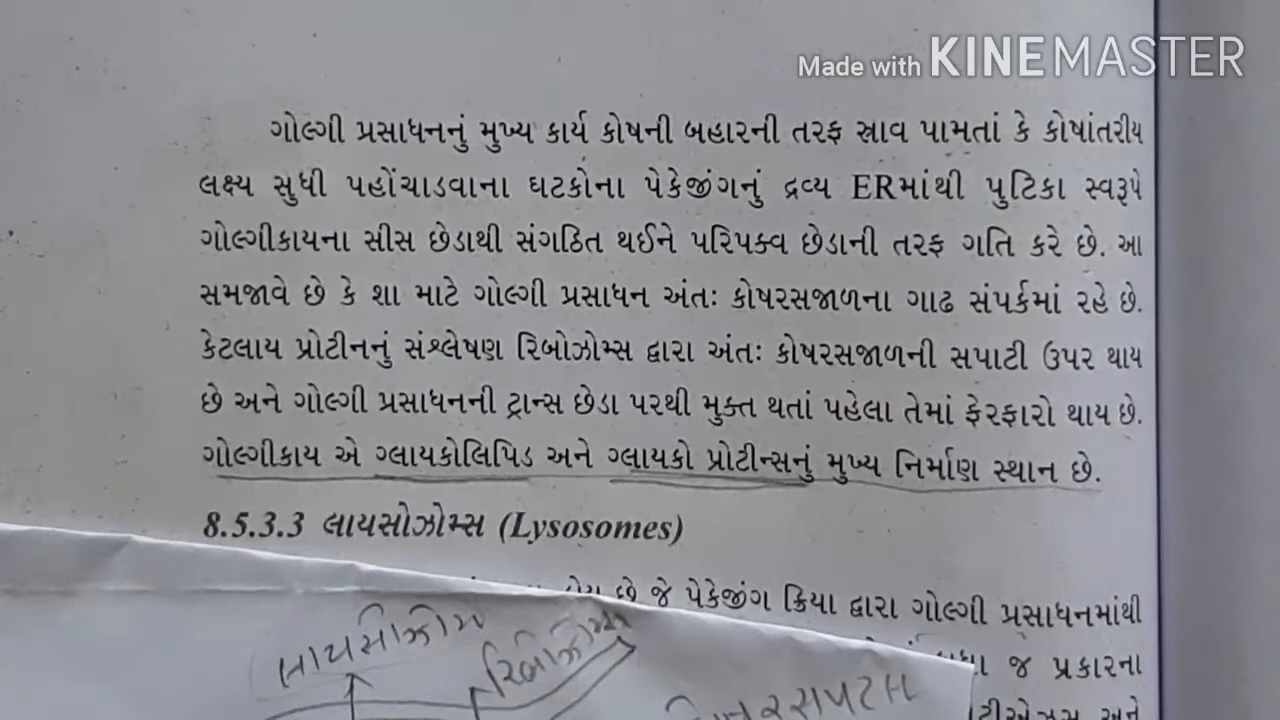 Made with KINEMASTER
ગોલ્ગી પ્રસાધનનું મુખ્ય કાર્ય કોષની બહારની તરફ સ્રાવ પામતાં કે કોષાંતરીય
લક્ષ્ય સુધી પહોંચાડવાના ઘટકોના પેકેજીંગનું દ્રવ્ય ERમાંથી પુટિકા સ્વરૂપે
ગોલ્ગીકાયના સીસ છેડાથી સંગઠિત થઈને પરિપક્વ છેડાની તરફ ગતિ કરે છે. આ
સમજાવે છે કે શા માટે ગોલ્ગી પ્રસાધન અંતઃ કોષરસજાળના ગાઢ સંપર્કમાં રહે છે.
કેટલાય પ્રોટીનનું સંશ્લેષણ રિબોઝોમ્સ દ્વારા અંતઃ કોષરસજાળની સપાટી ઉપર થાય
છે અને ગોલ્ગી પ્રસાધનની ટ્રાન્સ છેડા પરથી મુક્ત થતાં પહેલા તેમાં ફેરફારો થાય છે.
ગોલ્ગીકાય એ ગ્લાયકોલિપિડ અને ગ્લાયકો પ્રોટીન્સનું મુખ્ય નિર્માણ સ્થાન છે.
8.5.3.3 લાયસોઝોમ્સ (Lysosomes)
છે જે પેકેજીંગ ક્રિયા દ્વારા ગોલ્ગી પ્રસાધનમાંથી
જ પ્રકારના
અને
લાયસોઝોમ
રિબોઝોમ્સ